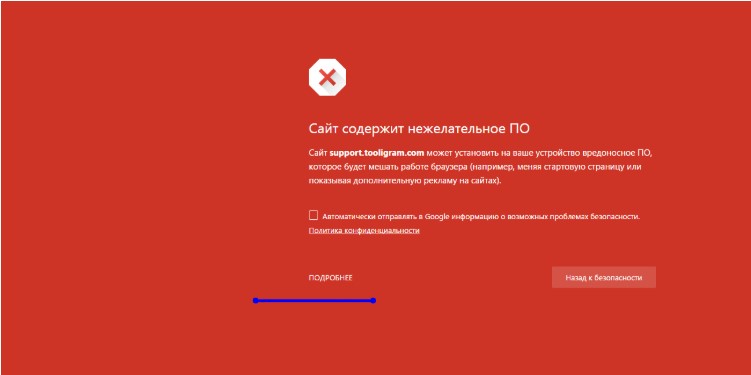 Сайт содержит нежелательное ПО
Сайт support.tooligram.com может установить на ваше устройство вредоносное ПО,
которое будет мешать работе браузера (например, меняя стартовую страницу или
показывая дополнительную рекламу на сайтах).
Автоматически отправлять в Google информацию о возможных проблемах безопасности.
Политика конфиденциальности
ПОДРОБНЕЕ
Назад к безопасности